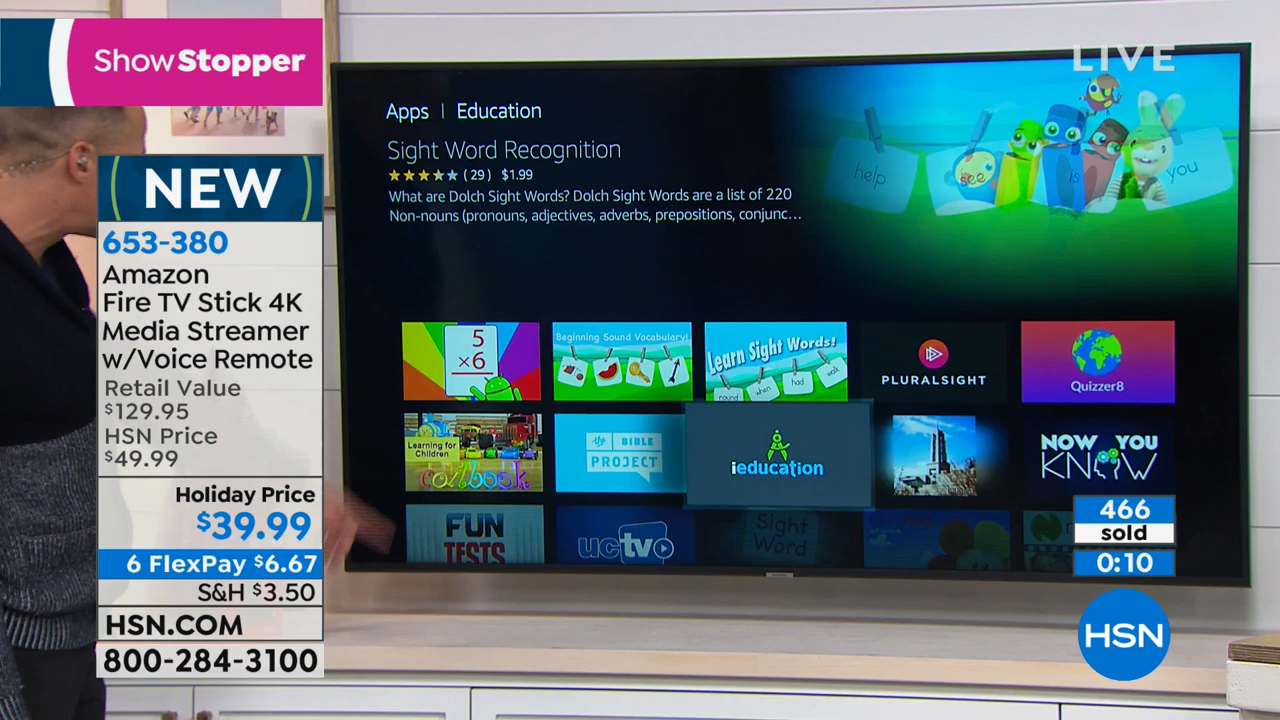 ShowStopper
LIVE
NEW
653-380
Amazon
Fire TV Stick 4K
Media Streamer
w/Voice Remote
Retail Value
$129.95
HSN Price
$49.99
Holiday Price
$39.99
6 FlexPay $6.67
S&H $3.50
HSN.COM
800-284-3100
Apps | Education
Sight Word Recognition
(29) $1.99
What are Dolch Sight Words? Dolch Sight Words are a list of 220
Non-nouns (pronouns, adjectives, adverbs, prepositions, conjunc...
help see is you
5
×6
Beginning Sound Vocabulary!
Learn Sight Words!
round when had walk
PLURALSIGHT
Quizzer8
Learning for
Children
BIBLE
PROJECT
ieducation
NOW YOU
KNOW
FUN
TESTS
uctv
Sight
Word
466
sold
0:10
HSN